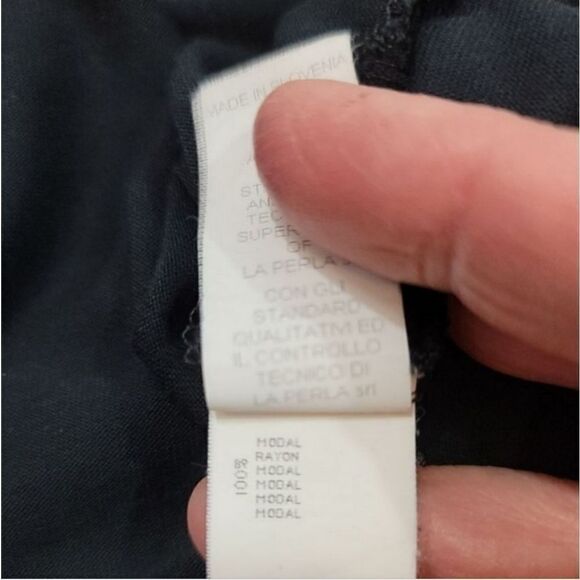 MADE IN SLOVENIA
ST
AN
TEC
SUPER
OF
LA PERLA
CON GLI
STANDARD
QUALITATIVI ED
IL CONTROLLO
TECNICO DI
LA PERLA srl
100%
MODAL
RAYON
MODAL
MODAL
MODAL
MODAL